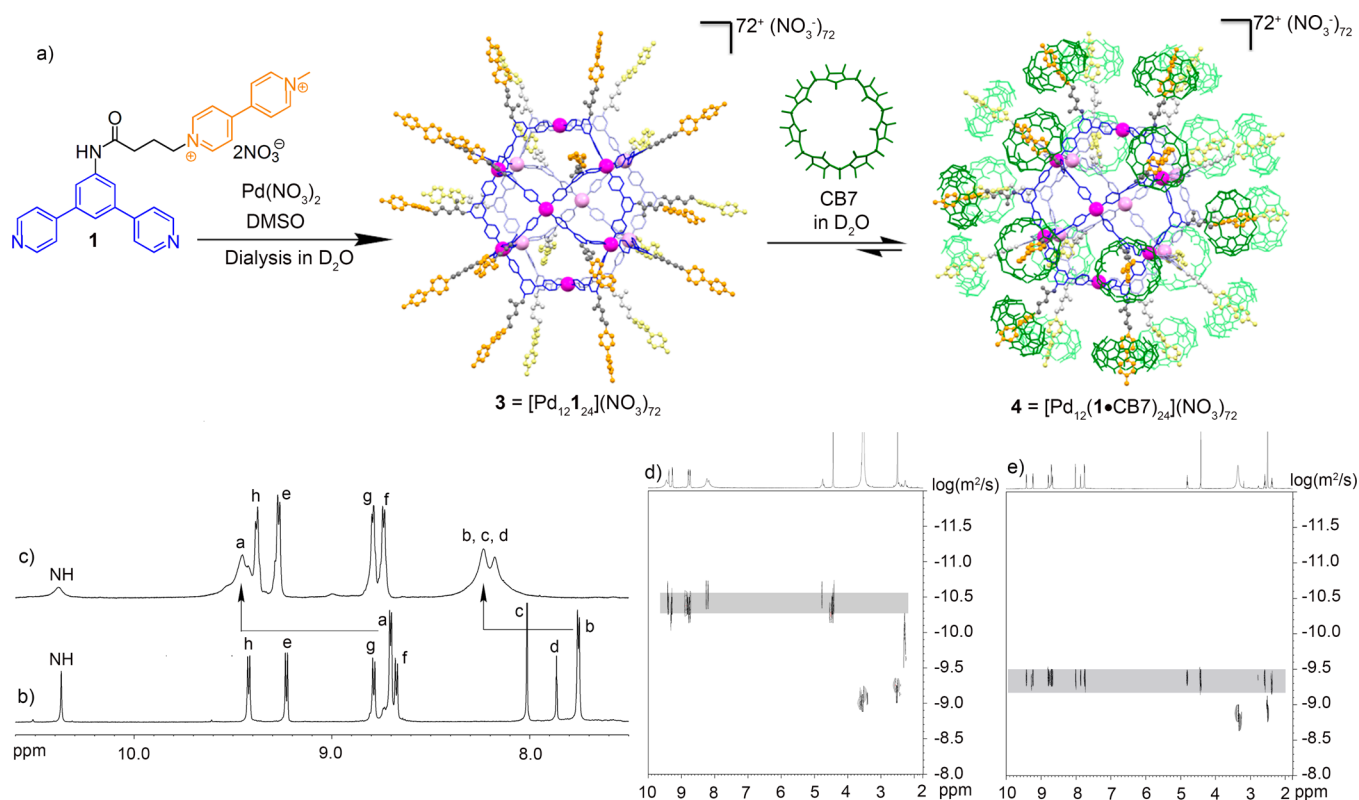 a)
O
NH
N
+
N
+
2NO3⊖
N
N
1
Pd(NO3)2
DMSO
Dialysis in D2O
72+ (NO3-)72
3 = [Pd12124](NO3)72
CB7
in D2O
72+ (NO3-)72
4 = [Pd12(1•CB7)24](NO3)72
c)
NH
a
h
e
g
f
b, c, d
b)
NH
h
e
g
a
f
c
d
b
ppm
10.0
9.0
8.0
d)
log(m2/s)
-11.5
-11.0
-10.5
-10.0
-9.5
-9.0
-8.5
-8.0
10 9 8 7 6 5 4 3 2 ppm
e)
log(m2/s)
-11.5
-11.0
-10.5
-10.0
-9.5
-9.0
-8.5
-8.0
10 9 8 7 6 5 4 3 2 ppm